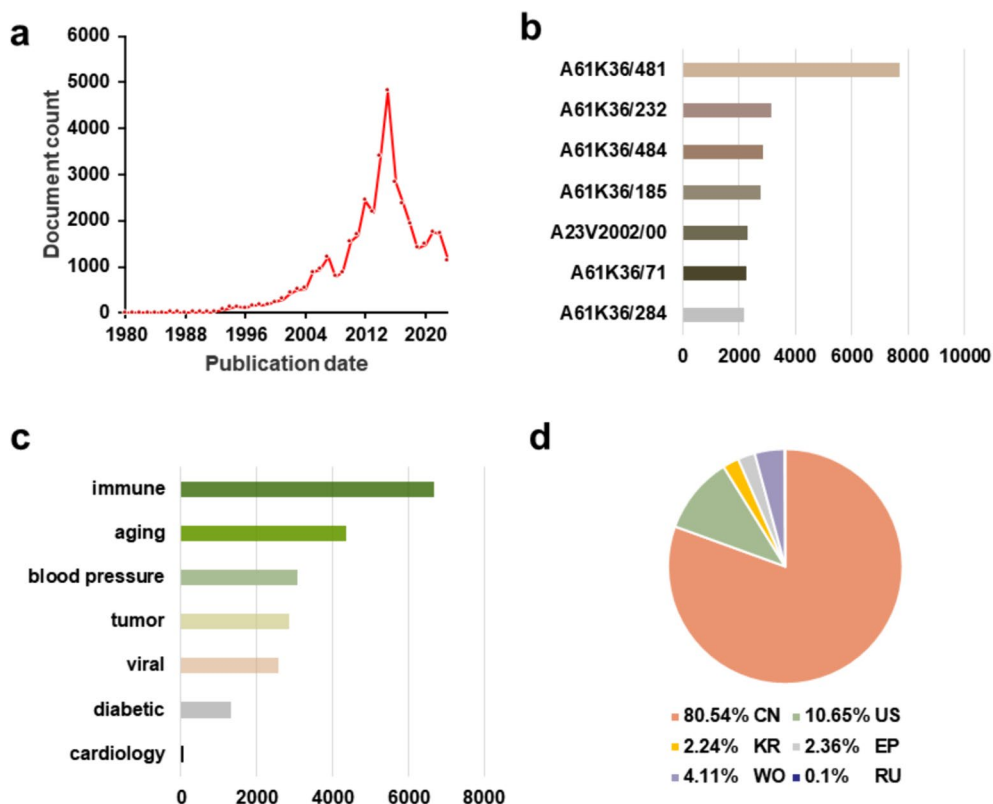 a
6000
5000
4000
3000
2000
1000
0
Document count
1980 1988 1996 2004 2012 2020
Publication date
b
A61K36/481
A61K36/232
A61K36/484
A61K36/185
A23V2002/00
A61K36/71
A61K36/284
0 2000 4000 6000 8000 10000
c
immune
aging
blood pressure
tumor
viral
diabetic
cardiology
0 2000 4000 6000 8000
d
80.54% CN 10.65% US
2.24% KR 2.36% EP
4.11% WO 0.1% RU